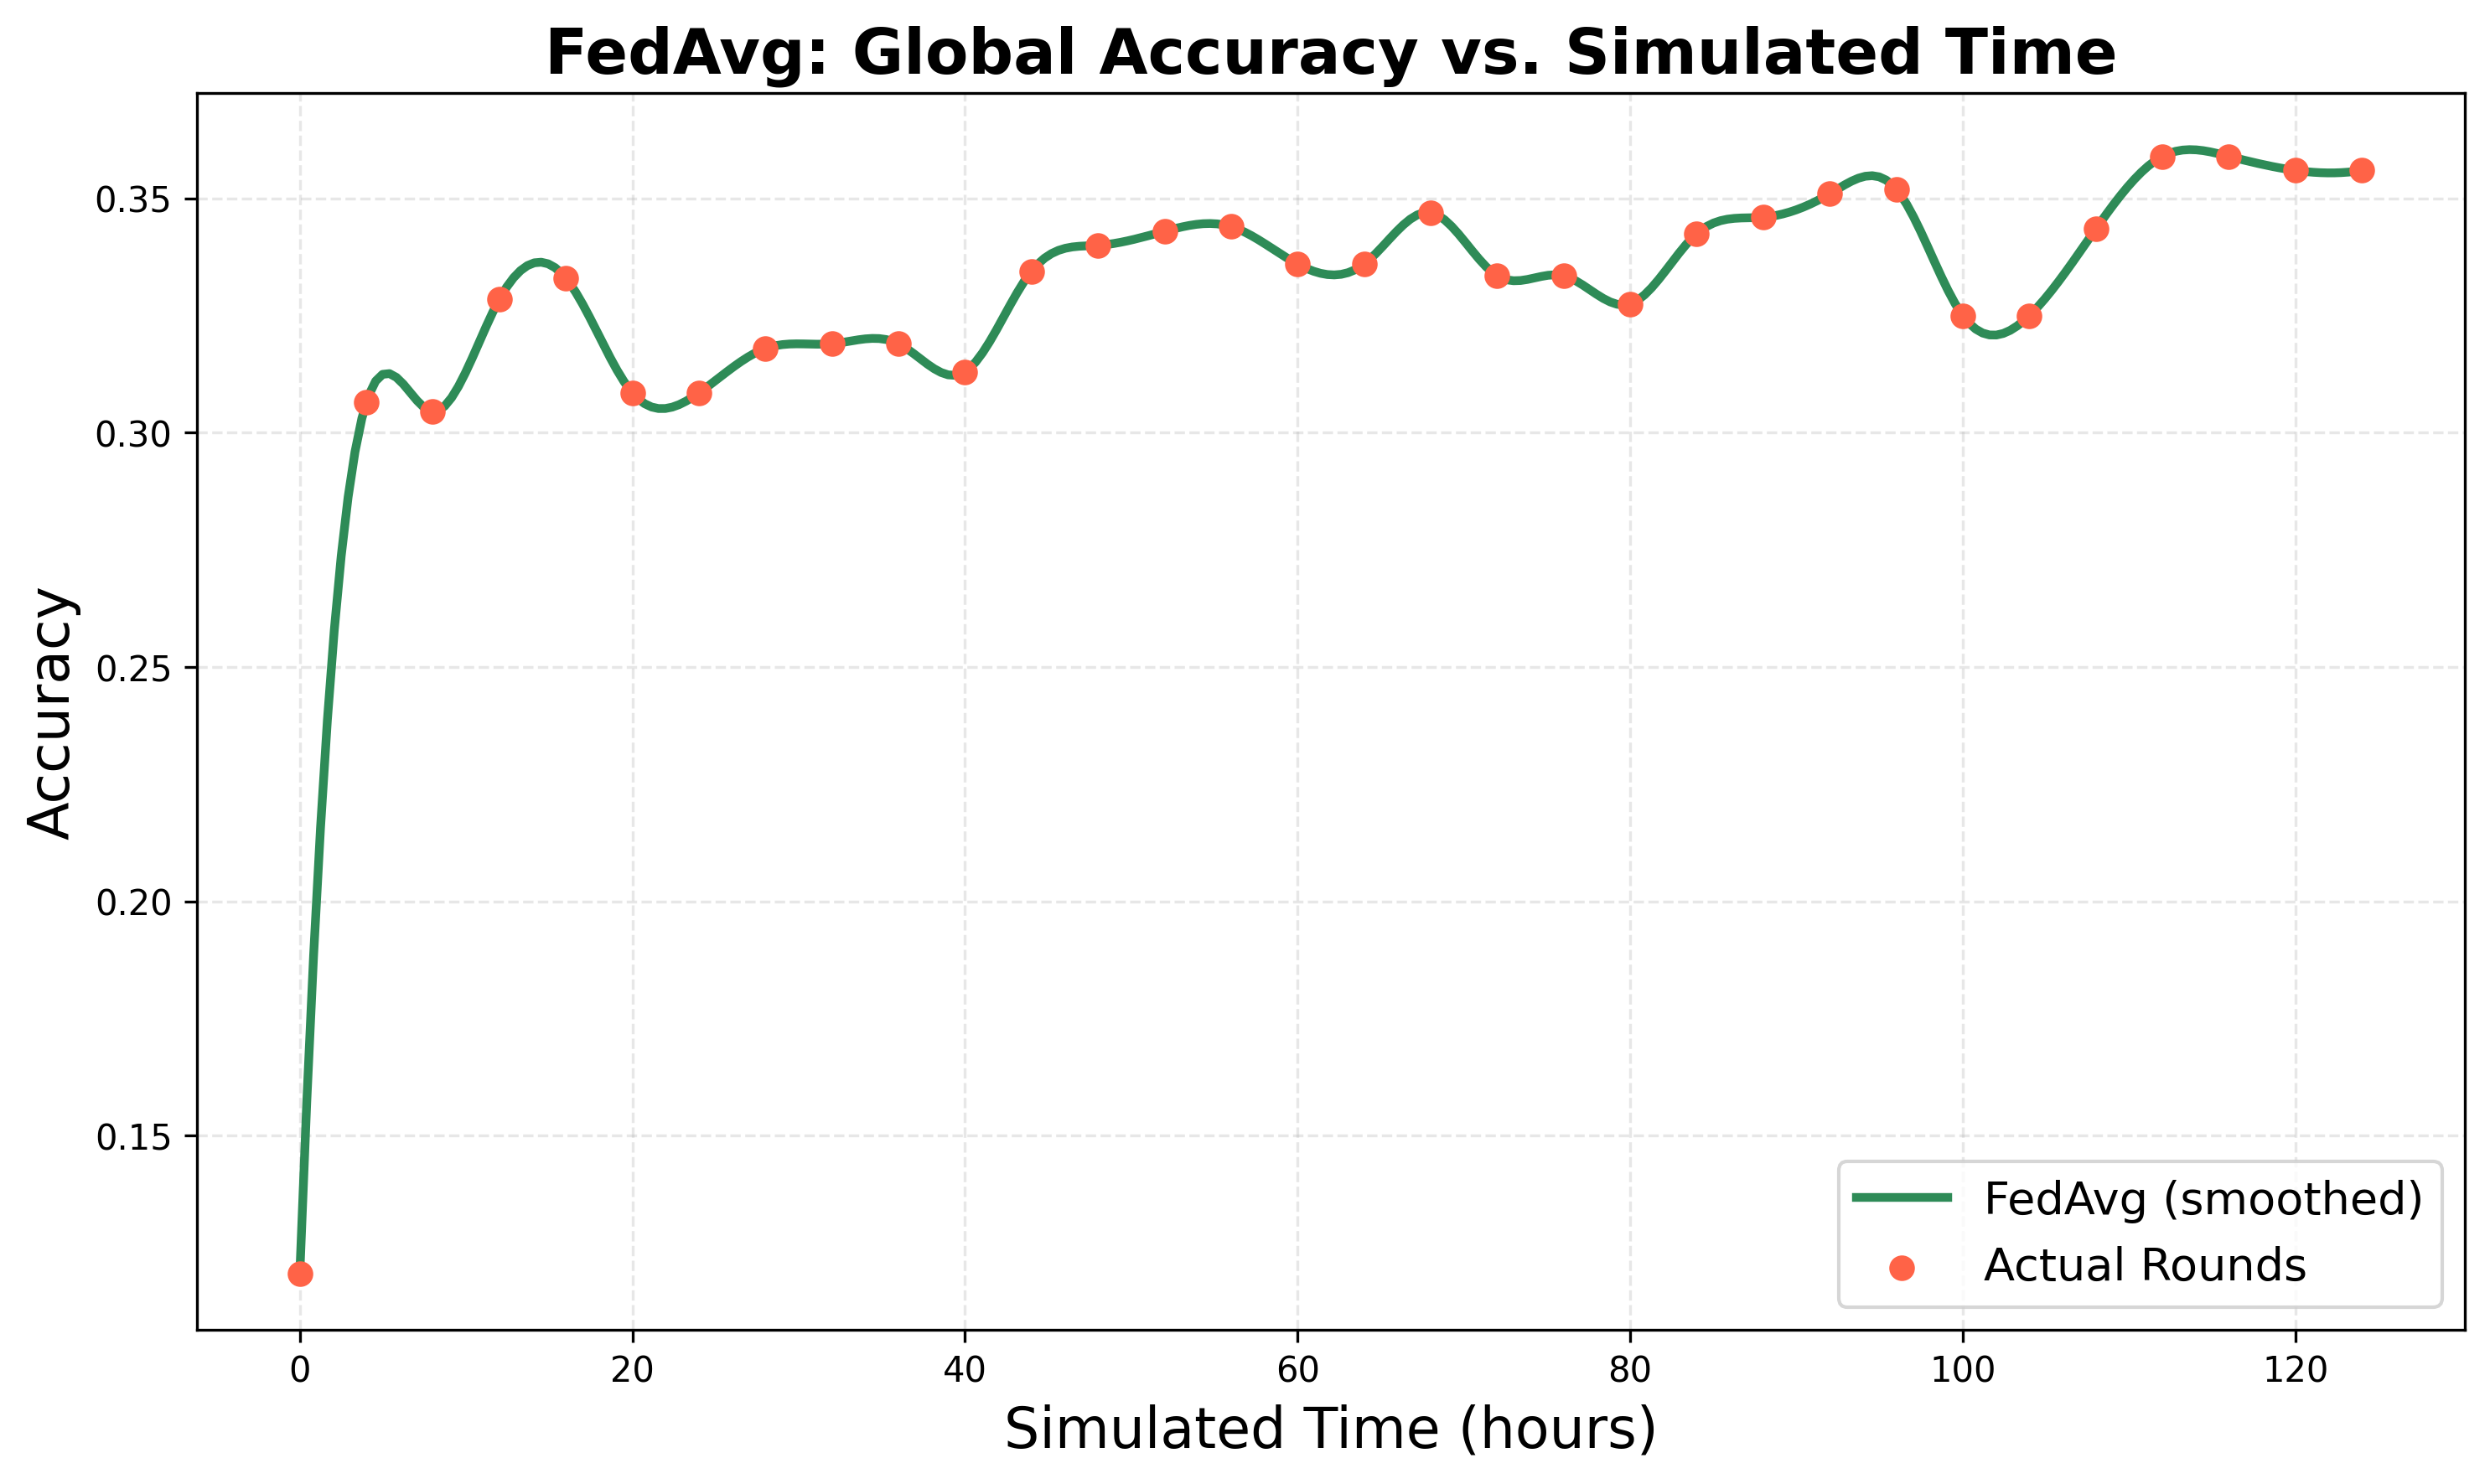 FedAvg: Global Accuracy vs. Simulated Time
Accuracy
0.35
0.30
0.25
0.20
0.15
FedAvg (smoothed)
Actual Rounds
0 20 40 60 80 100 120
Simulated Time (hours)